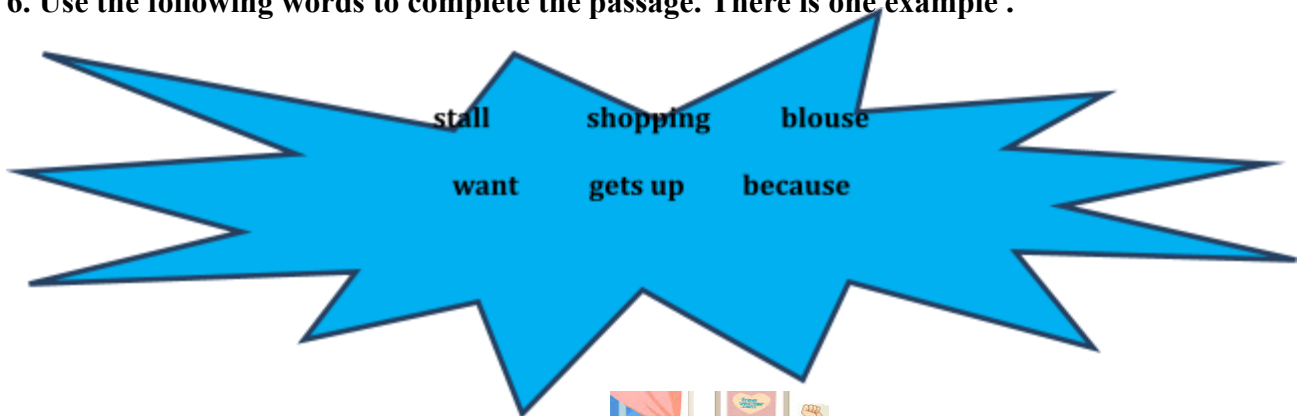 6. Use the following words to complete the passage. There is one example .
stall shopping blouse
want gets up because